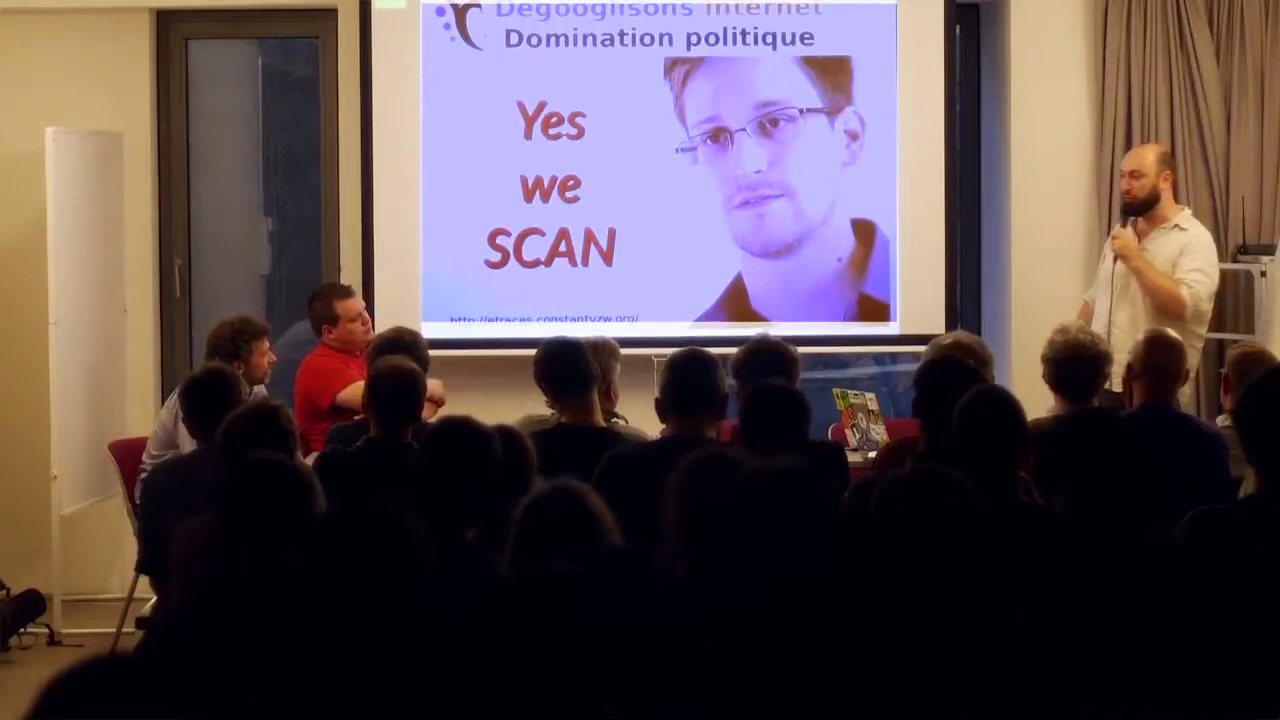 Dégooglisons Internet
Domination politique
Yes
we
SCAN
http://etraces.constantvzw.org/